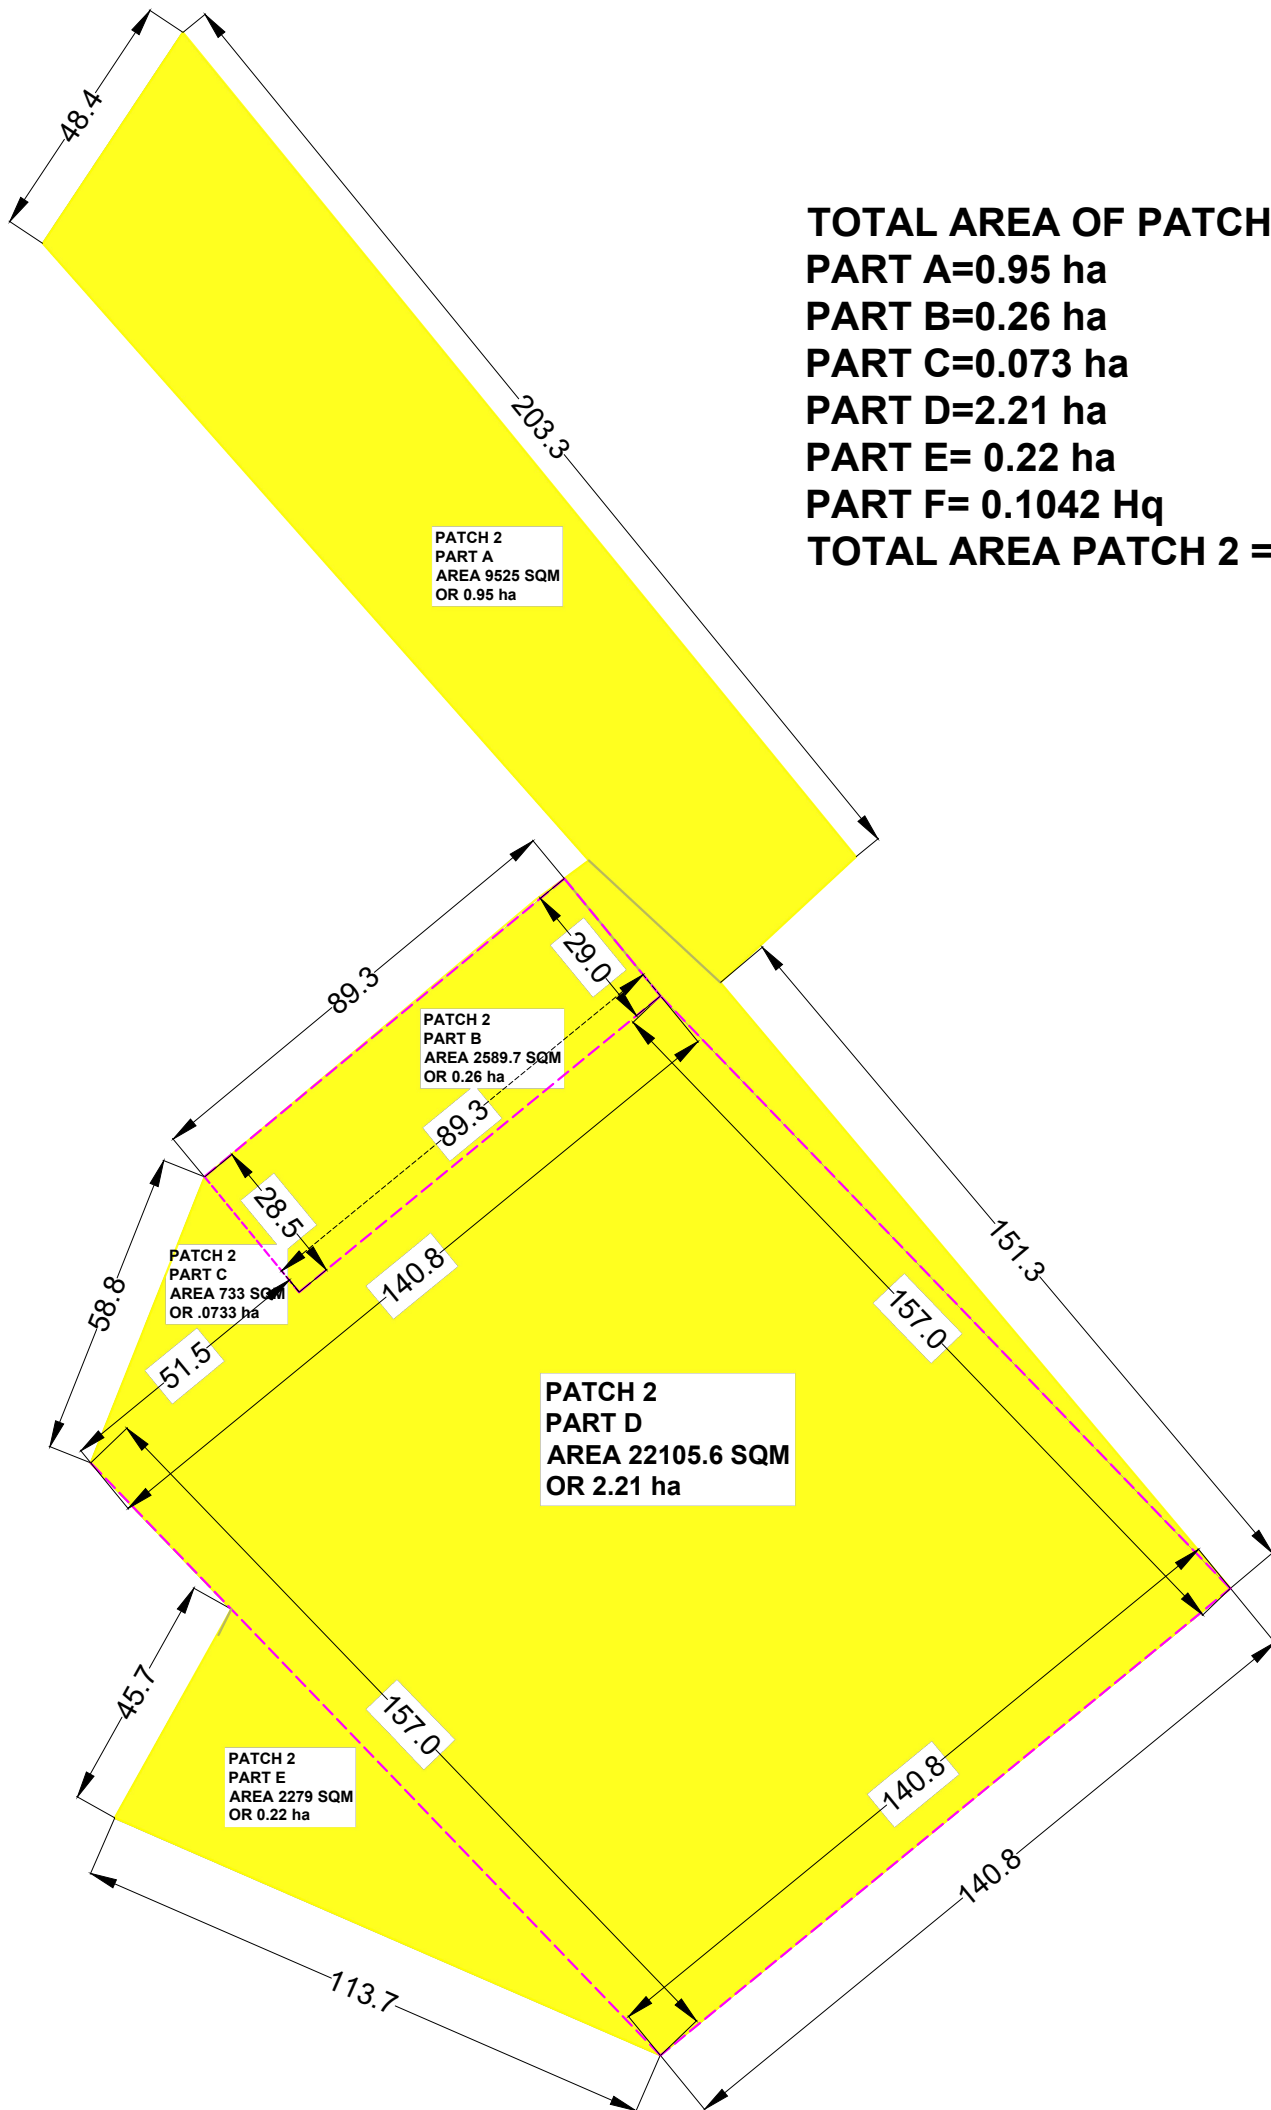 48.4
203.3
TOTAL AREA OF PATCH
PART A=0.95 ha
PART B=0.26 ha
PART C=0.073 ha
PART D=2.21 ha
PART E= 0.22 ha
PART F= 0.1042 Hq
TOTAL AREA PATCH 2 =
PATCH 2
PART A
AREA 9525 SQM
OR 0.95 ha
89.3
29.0
PATCH 2
PART B
AREA 2589.7 SQM
OR 0.26 ha
89.3
28.5
PATCH 2
PART C
AREA 733 SQM
OR .0733 ha
58.8
51.5
140.8
151.3
157.0
PATCH 2
PART D
AREA 22105.6 SQM
OR 2.21 ha
45.7
157.0
PATCH 2
PART E
AREA 2279 SQM
OR 0.22 ha
140.8
140.8
113.7